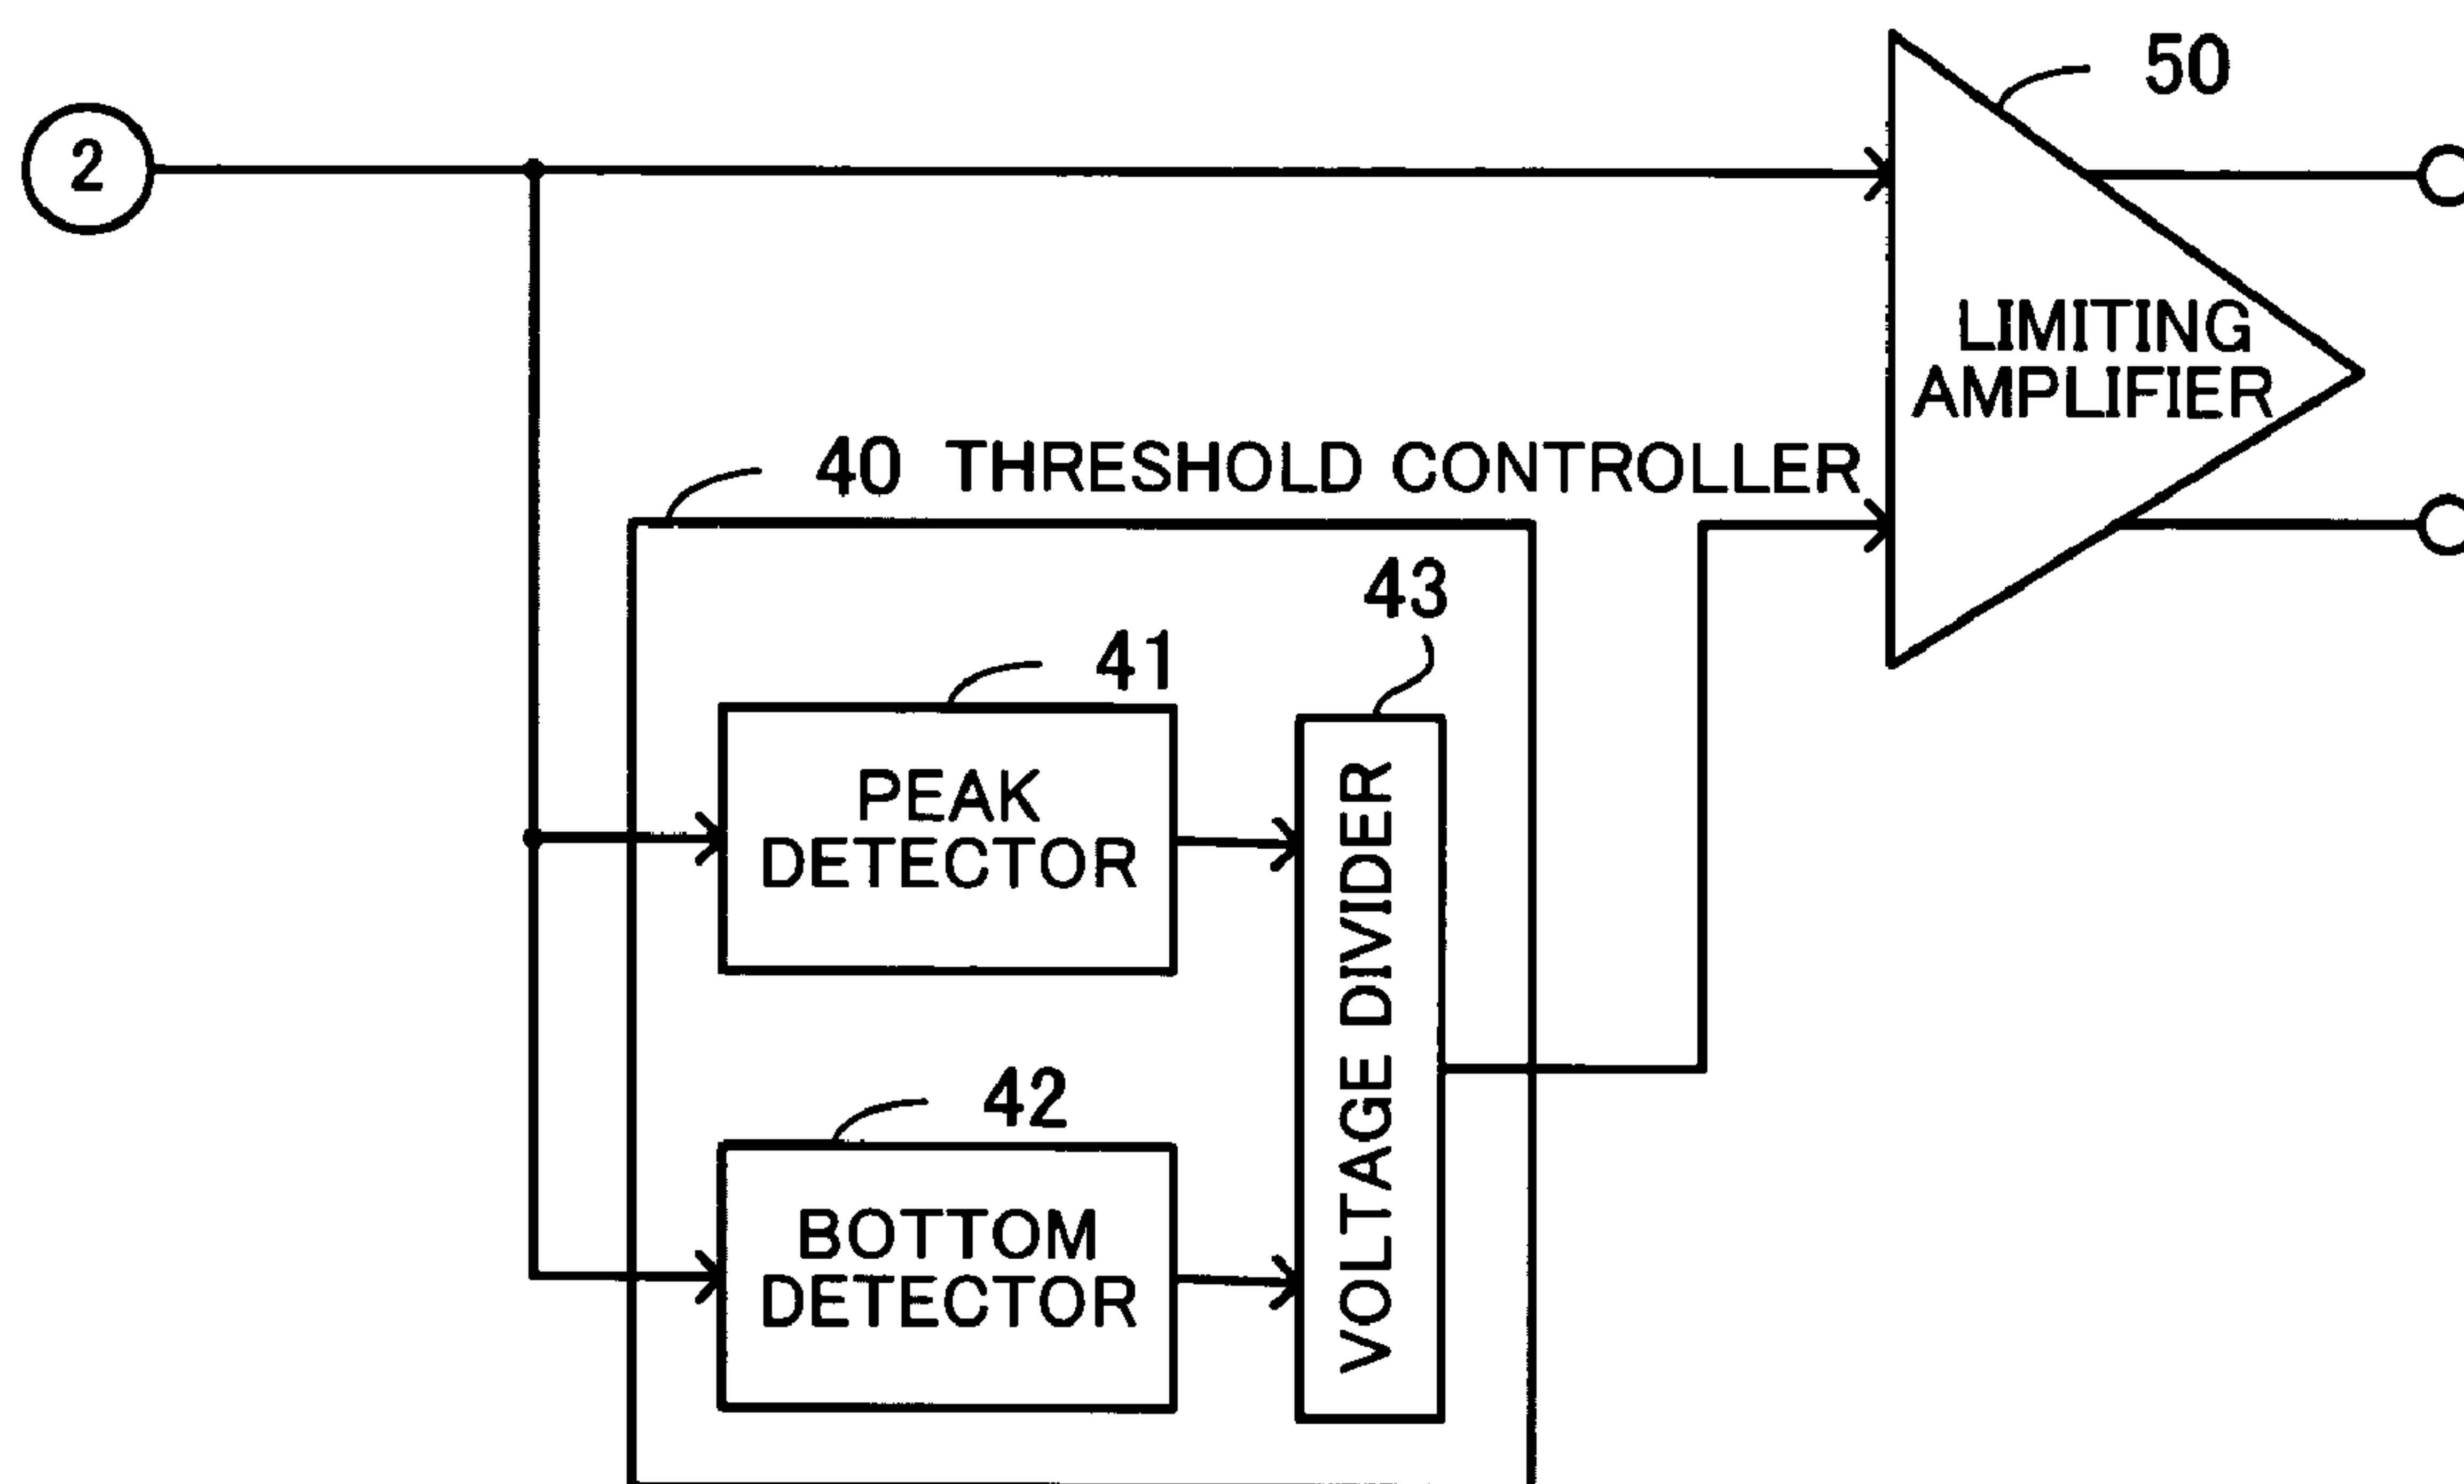 50
2
LIMITING
AMPLIFIER
40 THRESHOLD CONTROLLER
43
41
PEAK
DETECTOR
VOLTAGE DIVIDER
42
BOTTOM
DETECTOR